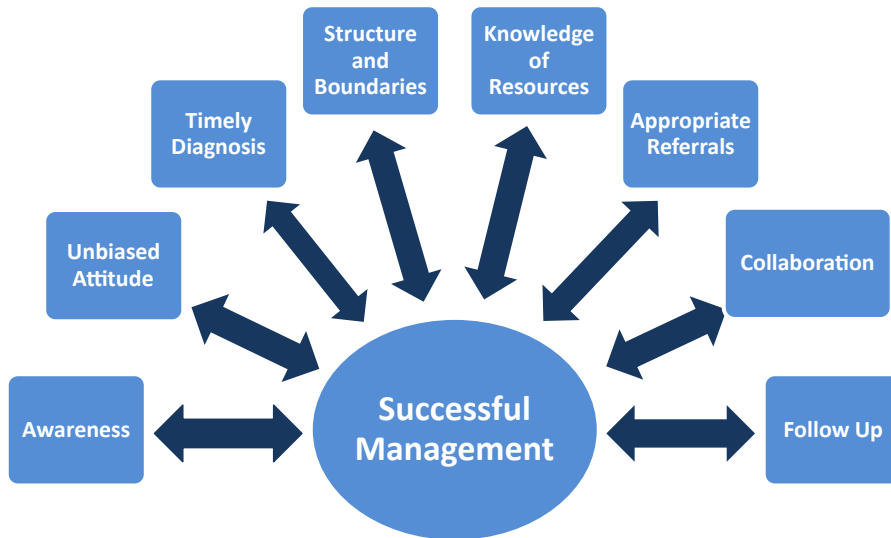 Structure
and
Boundaries
Knowledge
of
Resources
Timely
Diagnosis
Appropriate
Referrals
Unbiased
Attitude
Collaboration
Awareness
Successful
Management
Follow Up